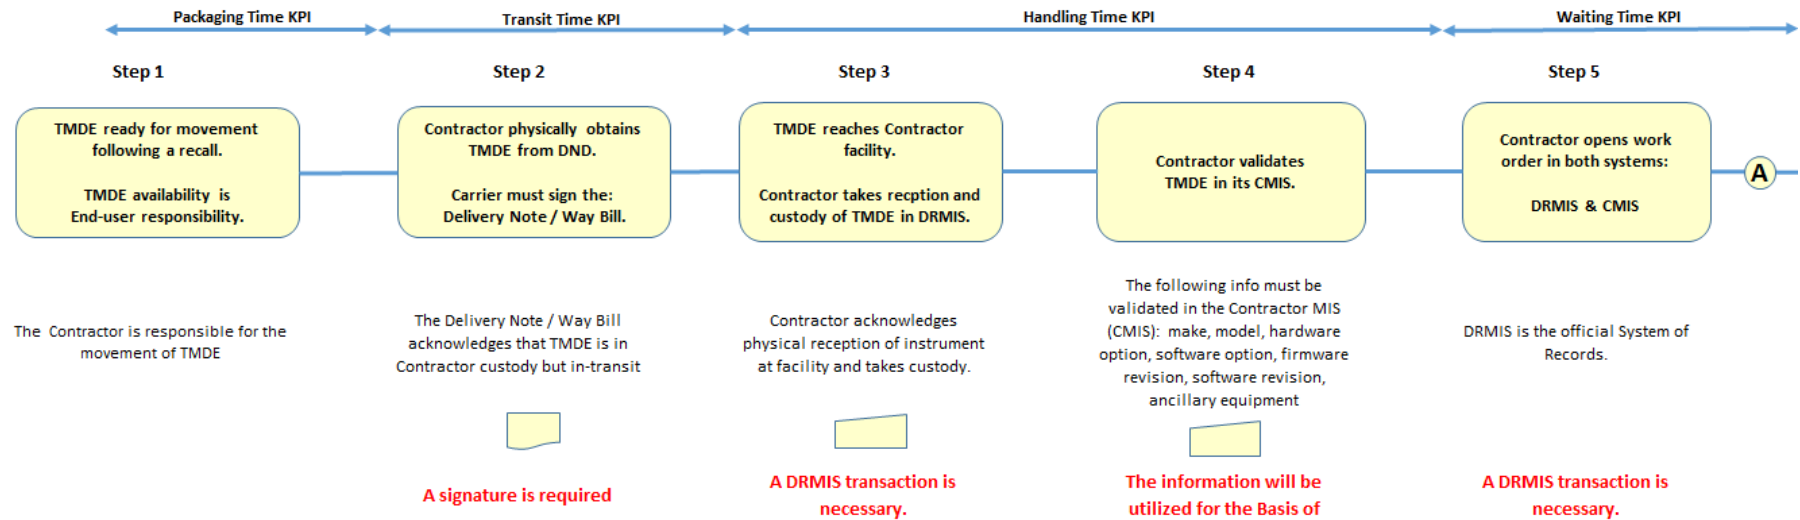 Packaging Time KPI
Transit Time KPI
Handling Time KPI
Waiting Time KPI
Step 1
Step 2
Step 3
Step 4
Step 5
TMDE ready for movement
following a recall.
TMDE availability is
End-user responsibility.
Contractor physically obtains
TMDE from DND.
Carrier must sign the:
Delivery Note / Way Bill.
TMDE reaches Contractor
facility.
Contractor takes recption and
custody of TMDE in DRMIS.
Contractor validates
TMDE in its CMIS.
Contractor opens work
order in both systems:
DRMIS & CMIS
A
The Contractor is responsible for the
movement of TMDE
The Delivery Note / Way Bill
acknowledges that TMDE is in
Contractor custody but in-transit
Contractor acknowledges
physical reception of instrument
at facility and takes custody.
The following info must be
validated in the Contractor MIS
(CMIS): make, model, hardware
option, software option, firmware
revision, software revision,
ancillary equipment
DRMIS is the official System of
Records.
A signature is required
A DRMIS transaction is
necessary.
The information will be
utilized for the Basis of
A DRMIS transaction is
necessary.